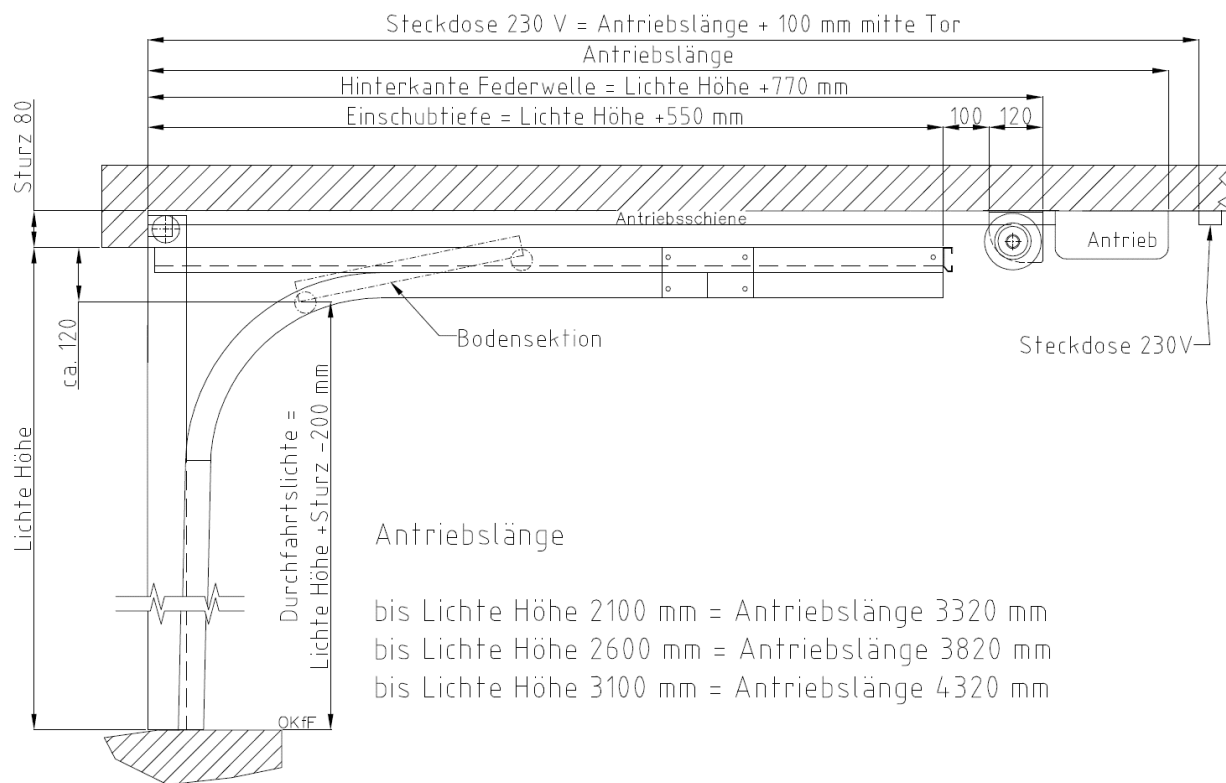 Steckdose 230 V = Antriebslänge + 100 mm mitte Tor
Antriebslänge
Hinterkante Federwelle = Lichte Höhe +770 mm
Einschubtiefe = Lichte Höhe +550 mm
100
120
Sturz 80
Antriebsschiene
Antrieb
Bodensektion
Steckdose 230V
ca. 120
Lichte Höhe
Durchfahrtslichte =
Lichte Höhe +Sturz -200 mm
Antriebslänge
bis Lichte Höhe 2100 mm = Antriebslänge 3320 mm
bis Lichte Höhe 2600 mm = Antriebslänge 3820 mm
bis Lichte Höhe 3100 mm = Antriebslänge 4320 mm
OKfF